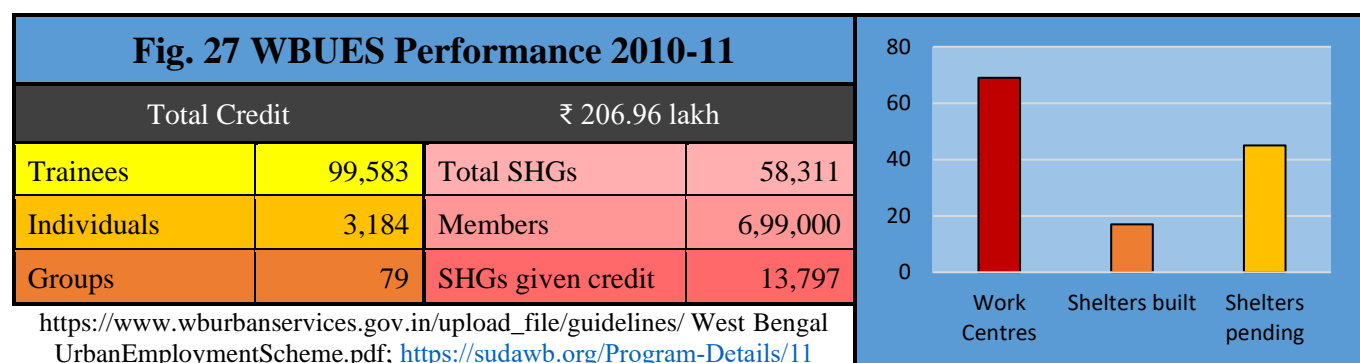 Fig. 27 WBUES Performance 2010-11
Total Credit ₹ 206.96 lakh
Trainees 99,583 Total SHGs 58,311
Individuals 3,184 Members 6,99,000
Groups 79 SHGs given credit 13,797
https://www.wburbanservices.gov.in/upload_file/guidelines/ West Bengal
UrbanEmploymentScheme.pdf; https://sudawb.org/Program-Details/11
80
60
40
20
0
Work
Centres
Shelters built
Shelters
pending